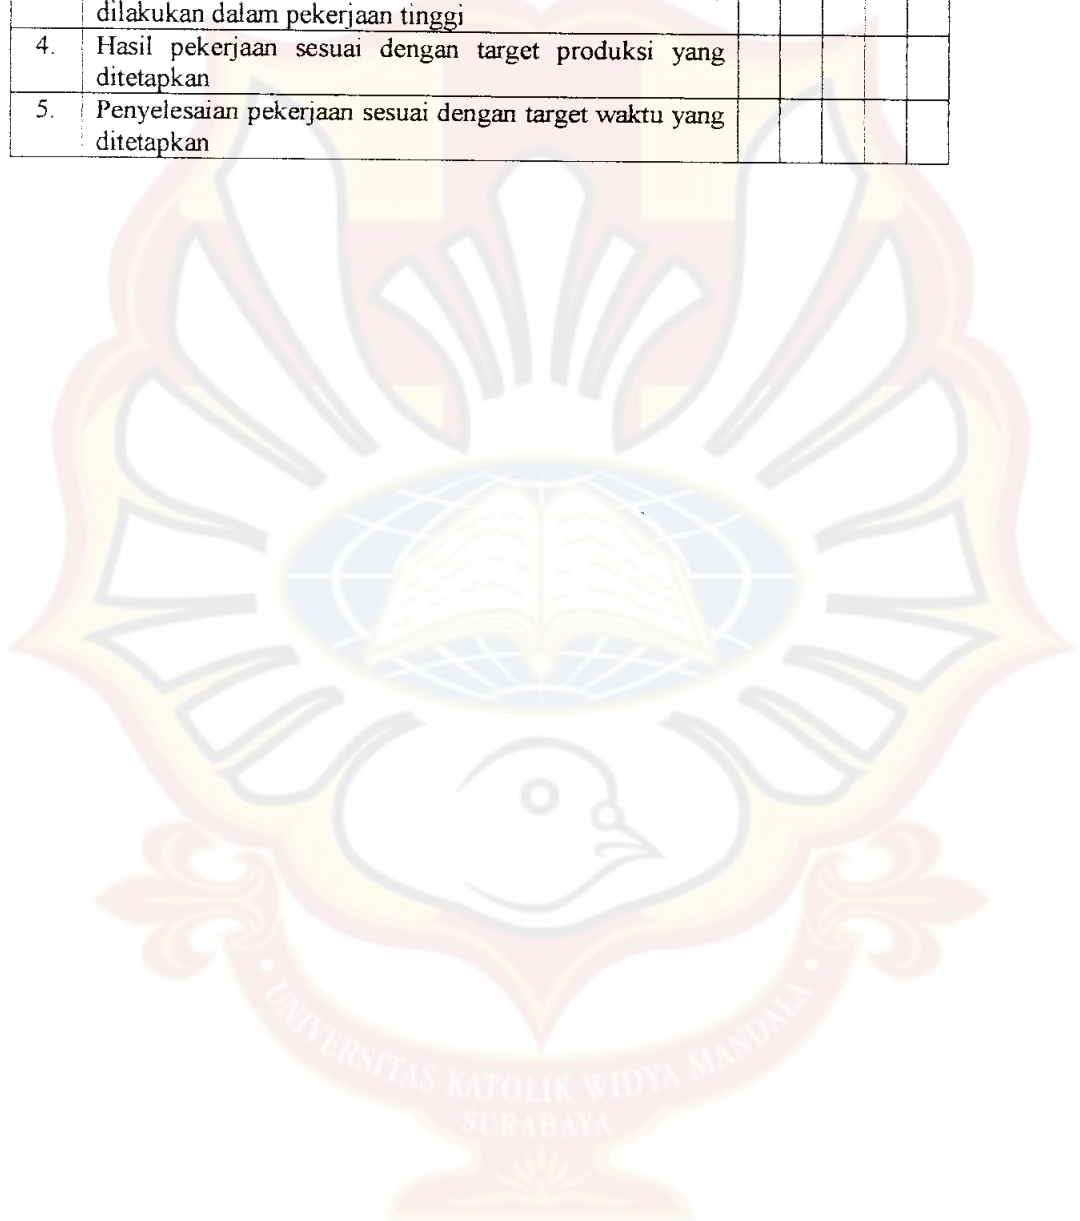 dilakukan dalam pekerjaan tinggi
4. Hasil pekerjaan sesuai dengan target produksi yang
ditetapkan
5. Penyelesaian pekerjaan sesuai dengan target waktu yang
ditetapkan
UNIVERSITAS KATOLIK WIDYA MANDALA
SURABAYA